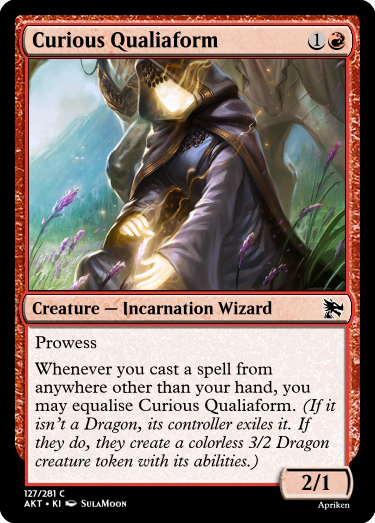 Curious Qualiaform 1
Creature — Incarnation Wizard
Prowess
Whenever you cast a spell from
anywhere other than your hand, you
may equalise Curious Qualiaform. (If it
isn't a Dragon, its controller exiles it. If
they do, they create a colorless 3/2 Dragon
creature token with its abilities.)
2/1
127/281 C
AKT • KI SulaMoon
Apriken